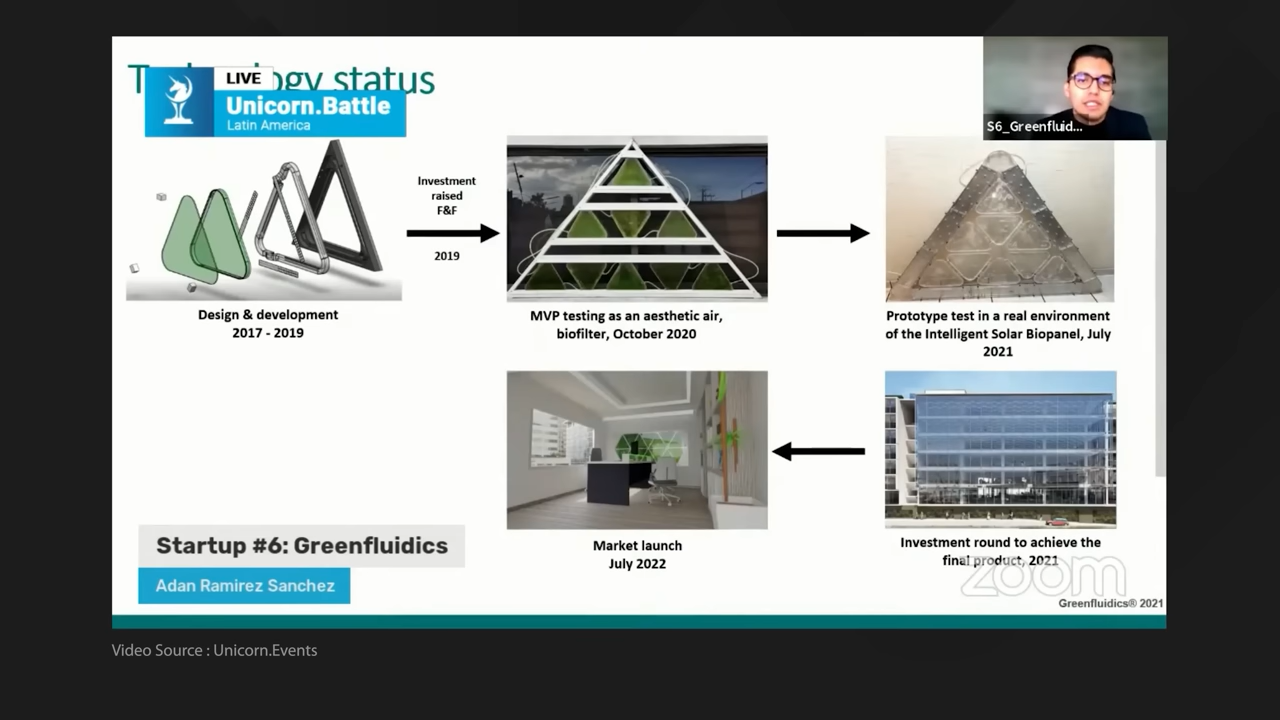 Technology status
LIVE
Unicorn.Battle
Latin America
S6_Greenfluid...
Investment
raised
F&F
2019
Design & development
2017 - 2019
MVP testing as an aesthetic air,
biofilter, October 2020
Prototype test in a real environment
of the Intelligent Solar Biopanel, July
2021
Market launch
July 2022
Investment round to achieve the
final product, 2021
zoom
Startup #6: Greenfluidics
Adan Ramirez Sanchez
Greenfluidics® 2021
Video Source : Unicorn.Events